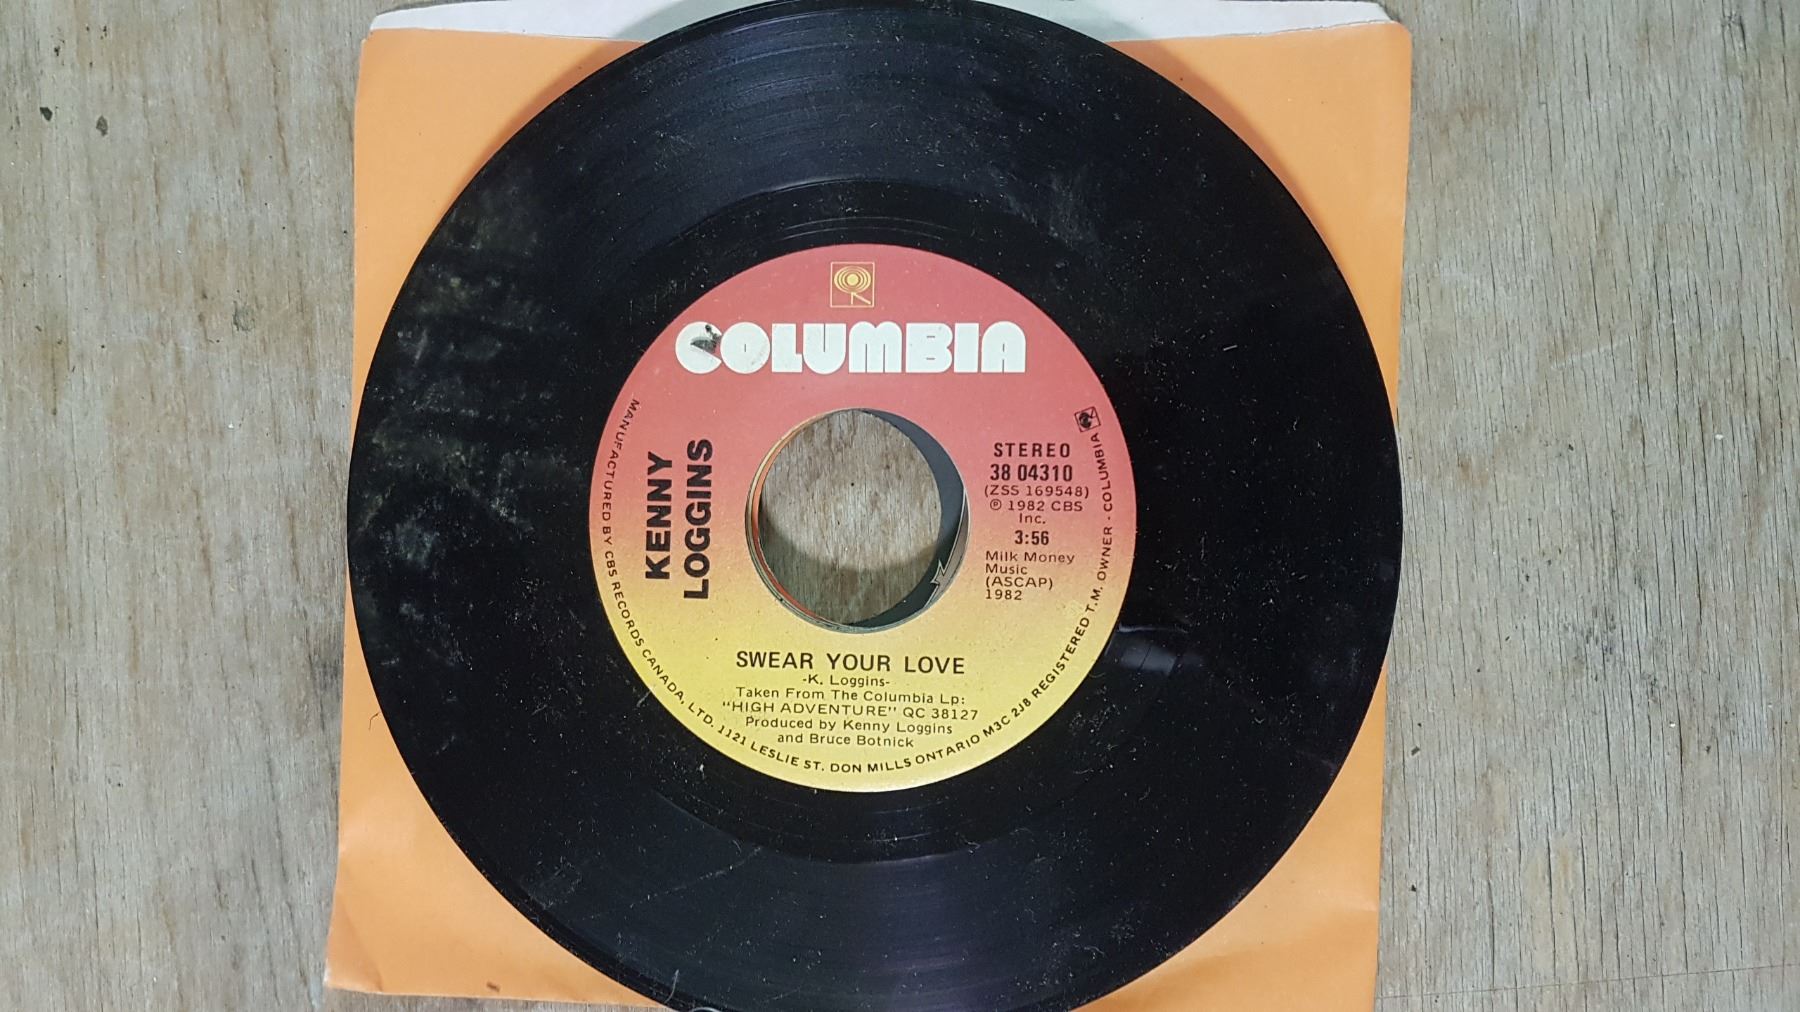 COLUMBIA
KENNY
LOGGINS
STEREO
38 04310
(ZSS 169548)
℗ 1982 CBS
Inc.
3:56
Milk Money
Music
(ASCAP)
1982
SWEAR YOUR LOVE
-K. Loggins-
Taken From The Columbia Lp:
"HIGH ADVENTURE" QC 38127
Produced by Kenny Loggins
and Bruce Botnick
MANUFACTURED BY CBS RECORDS CANADA, LTD. 1121 LESLIE ST. DON MILLS ONTARIO M3C 2J8 REGISTERED T.M. OWNER - COLUMBIA